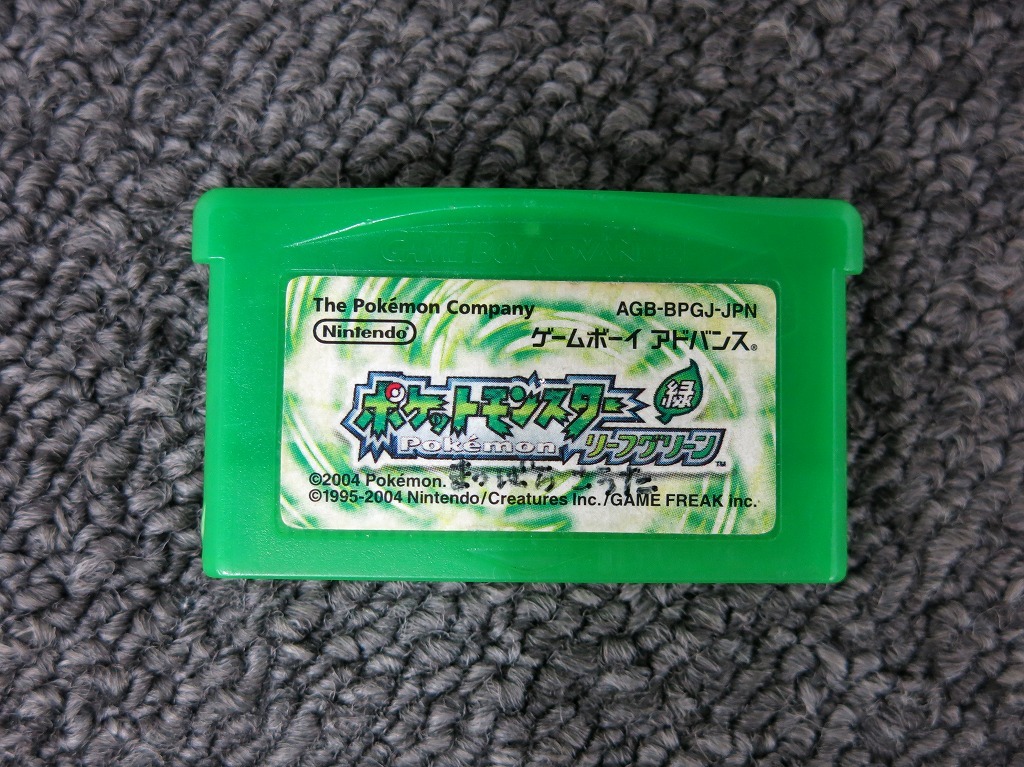 GAME BOY ADVANCE
The Pokémon Company AGB-BPGJ-JPN
Nintendo ゲームボーイ アドバンス®
ポケットモンスター 緑
Pokémon リーフグリーン™
©2004 Pokémon.
©1995-2004 Nintendo/Creatures inc./GAME FREAK inc.